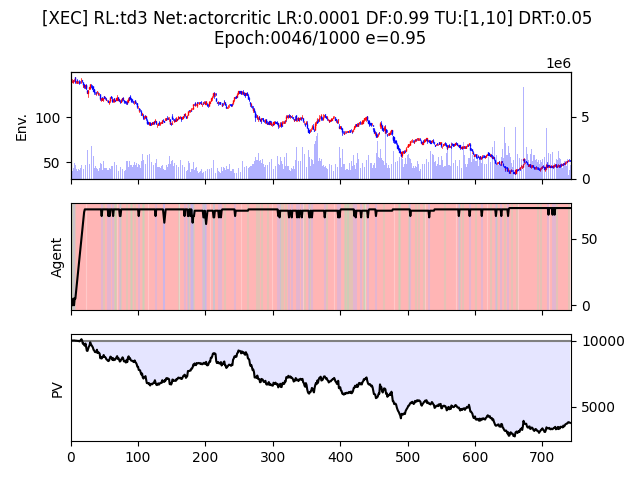 [XEC] RL:td3 Net:actorcritic LR:0.0001 DF:0.99 TU:[1,10] DRT:0.05
Epoch:0046/1000 e=0.95
1e6
Env.
100
50
5
0
Agent
50
0
PV
10000
5000
0 100 200 300 400 500 600 700